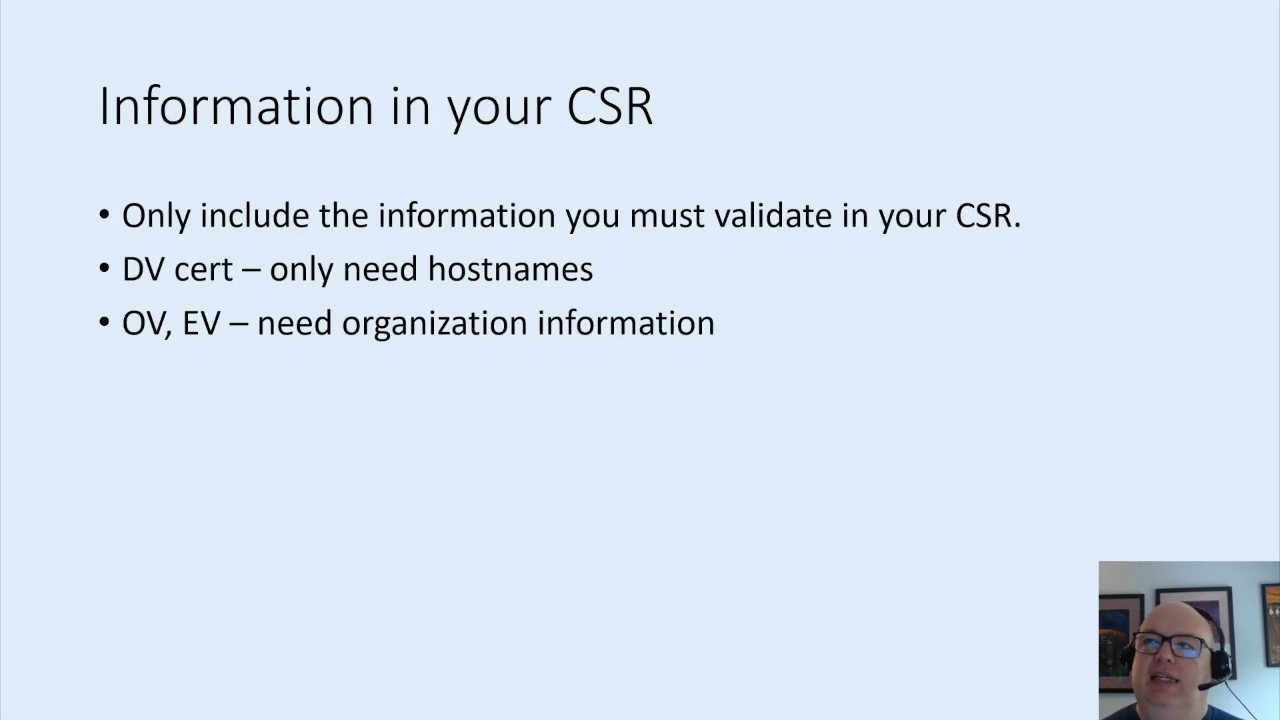 Information in your CSR
• Only include the information you must validate in your CSR.
• DV cert – only need hostnames
• OV, EV – need organization information